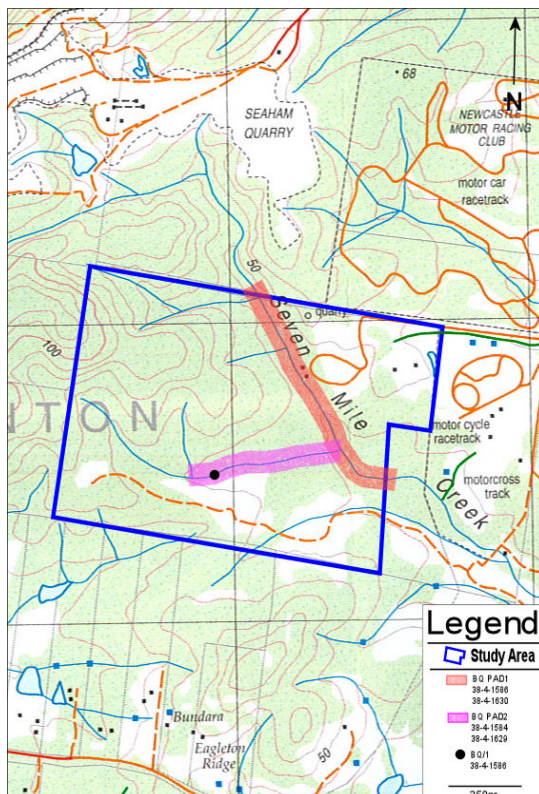 68
N
SEAHAM
QUARRY
NEWCASTLE
MOTOR RACING
CLUB
motor car
racetrack
50
Seven
quarry
100
Mile
NTON
motor cycle
racetrack
motorcross
track
Creek
Legend
Study Area
BQ PAD1
38-4-1586
38-4-1630
BQ PAD2
38-4-1584
38-4-1629
BQ/1
38-4-1586
Bundara
Eagleton
Ridge
50
250m